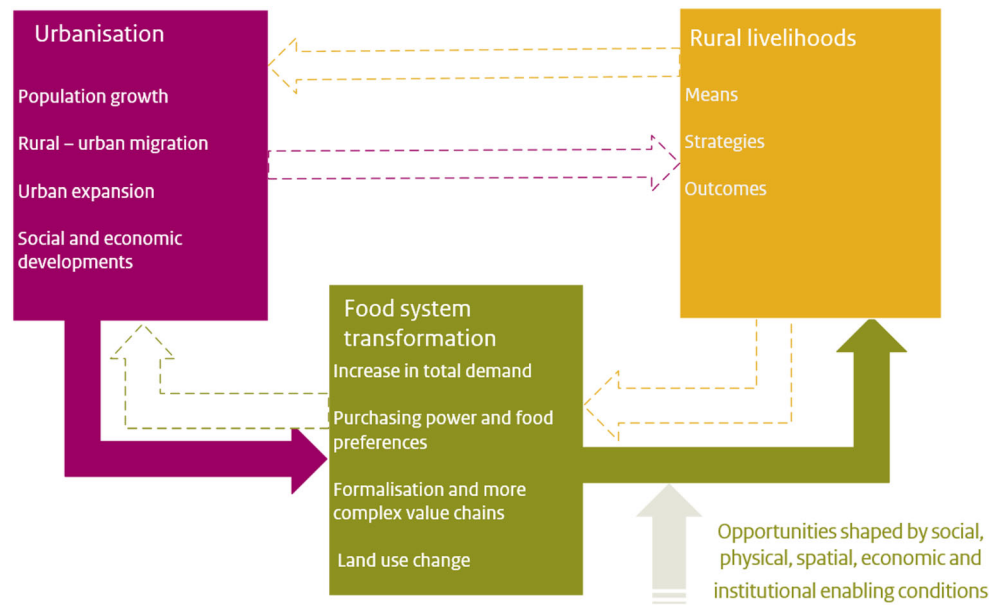 Urbanisation
Population growth
Rural – urban migration
Urban expansion
Social and economic
developments
Rural livelihoods
Means
Strategies
Outcomes
Food system
transformation
Increase in total demand
Purchasing power and food
preferences
Formalisation and more
complex value chains
Land use change
Opportunities shaped by social,
physical, spatial, economic and
institutional enabling conditions